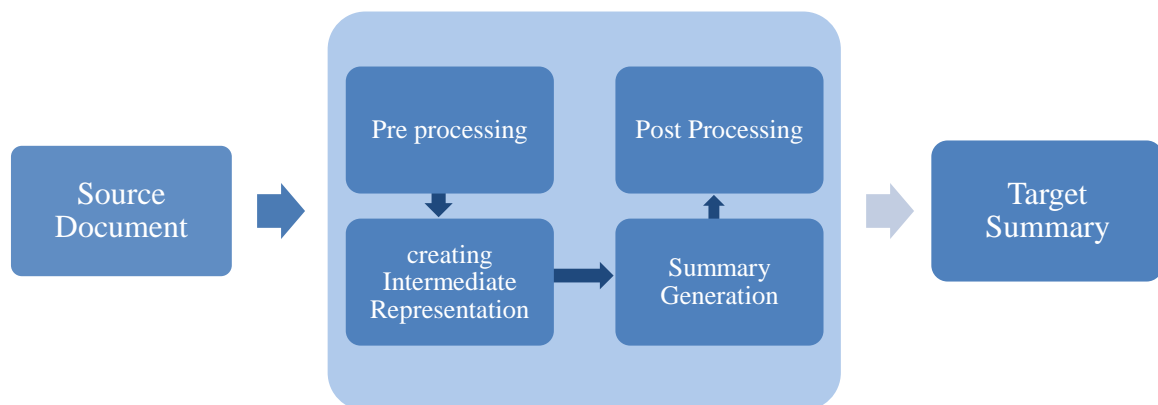 Source
Document
Pre processing
creating
Intermediate
Representation
Summary
Generation
Post Processing
Target
Summary